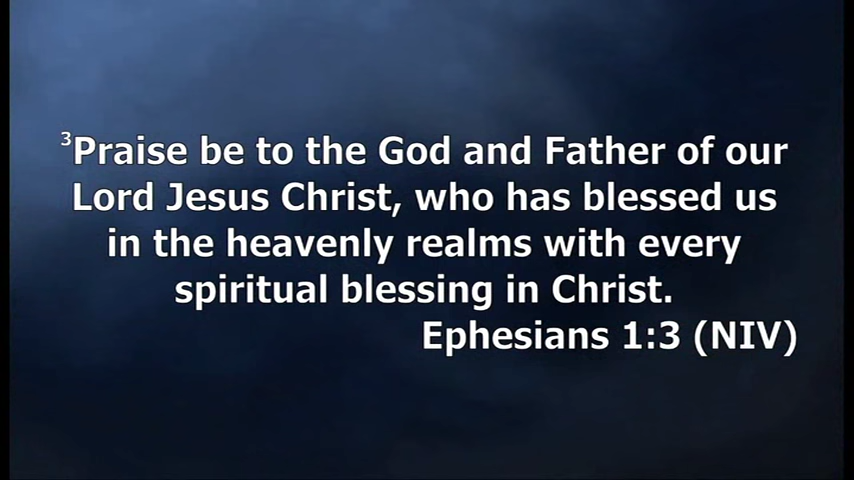 ³Praise be to the God and Father of our
Lord Jesus Christ, who has blessed us
in the heavenly realms with every
spiritual blessing in Christ.
Ephesians 1:3 (NIV)